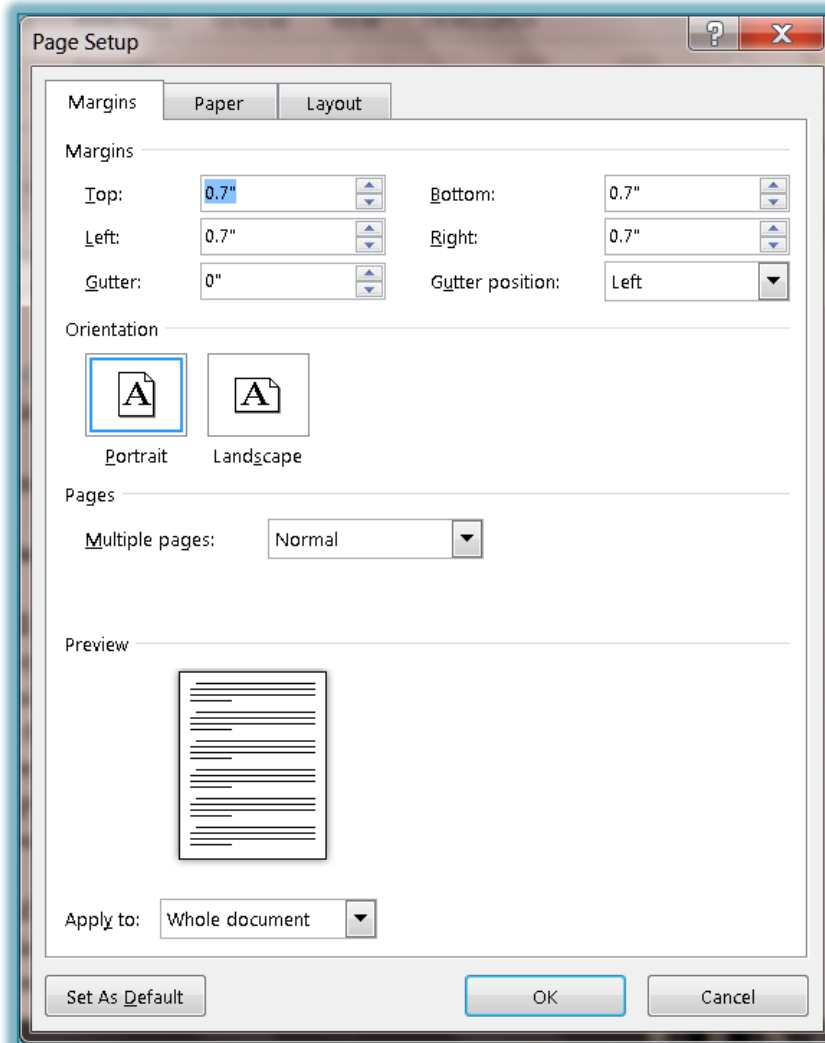 Page Setup
Margins Paper Layout
Margins
Top: 0.7" Bottom: 0.7"
Left: 0.7" Right: 0.7"
Gutter: 0" Gutter position: Left
Orientation
A A
Portrait Landscape
Pages
Multiple pages: Normal
Preview
Apply to: Whole document
Set As Default OK Cancel